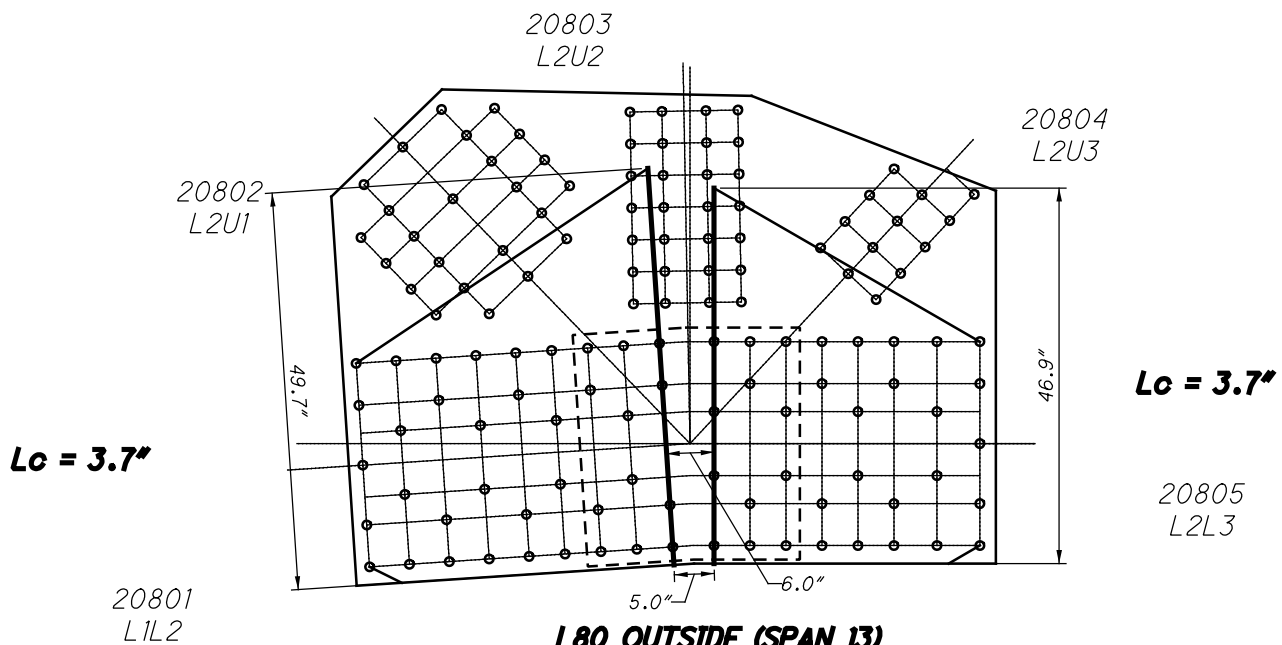 20803
L2U2
20804
L2U3
20802
L2U1
49.7"
46.9"
Lc = 3.7"
Lc = 3.7"
20805
L2L3
6.0"
5.0"
20801
L1L2
L80 OUTSIDE (SPAN 13)